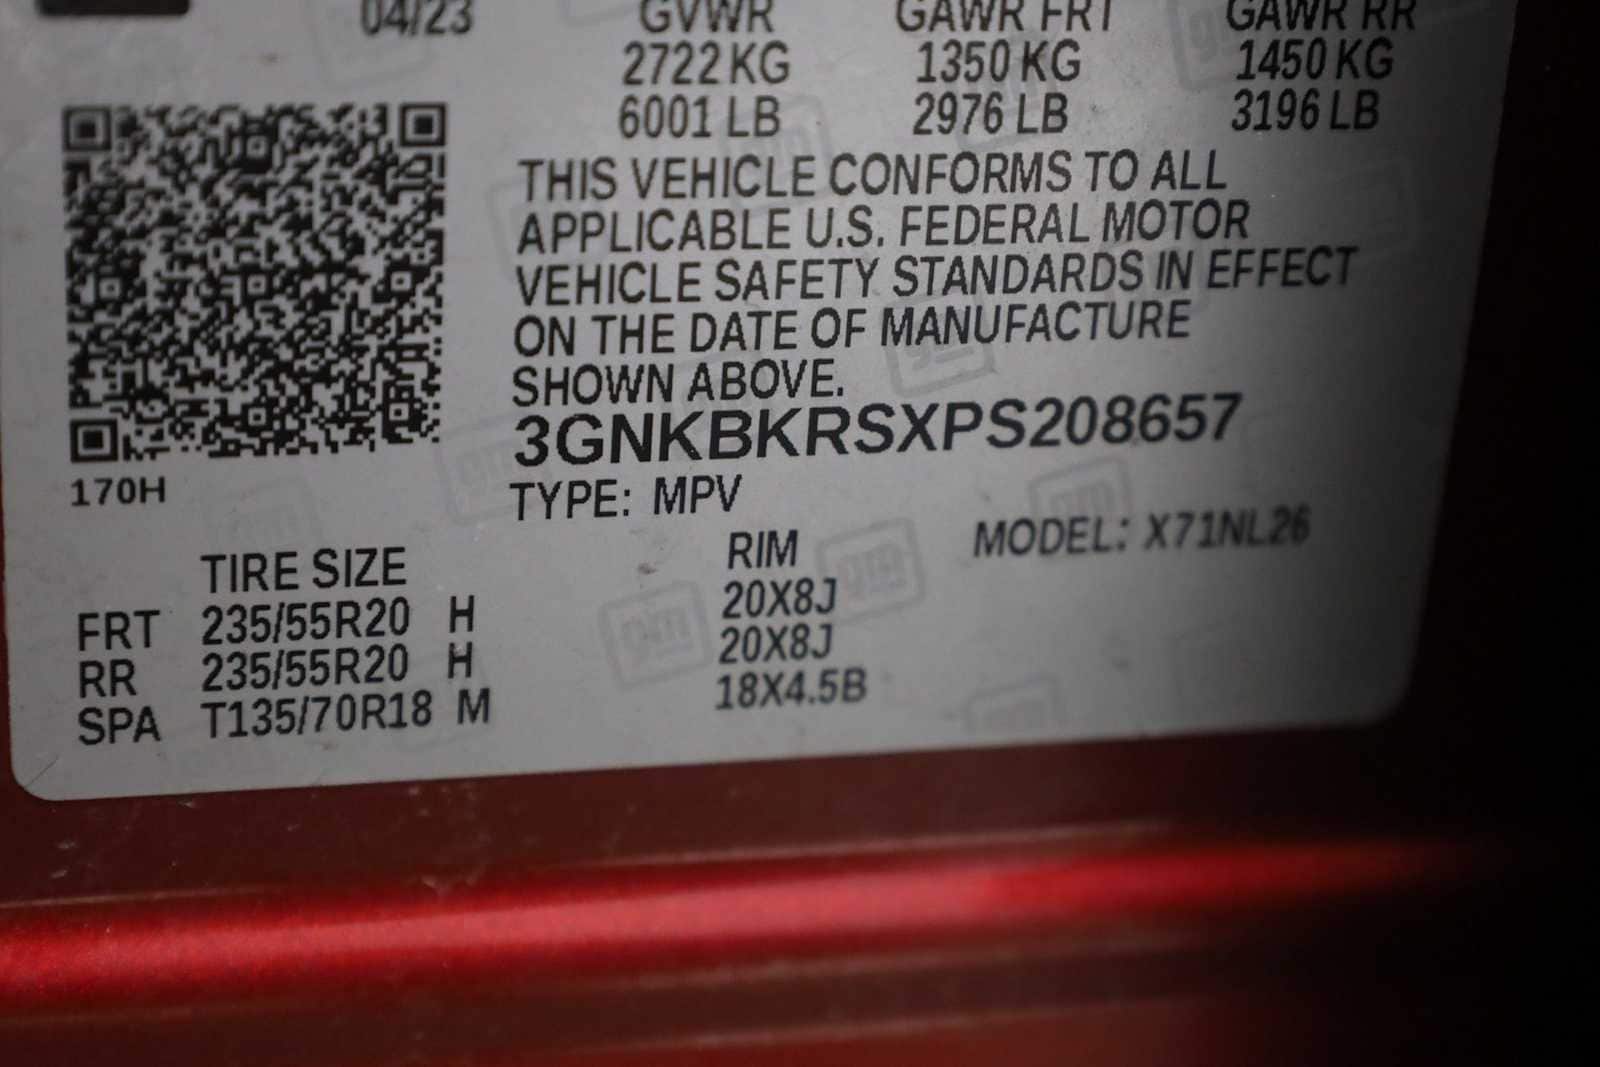 04/23 GVWR GAWR FRT GAWR RR
2722 KG 1350 KG 1450 KG
6001 LB 2976 LB 3196 LB
THIS VEHICLE CONFORMS TO ALL
APPLICABLE U.S. FEDERAL MOTOR
VEHICLE SAFETY STANDARDS IN EFFECT
ON THE DATE OF MANUFACTURE
SHOWN ABOVE.
3GNKBKRSXPS208657
170H
TYPE: MPV
MODEL: X71NL26
TIRE SIZE RIM
FRT 235/55R20 H 20X8J
RR 235/55R20 H 20X8J
SPA T135/70R18 M 18X4.5B
gm